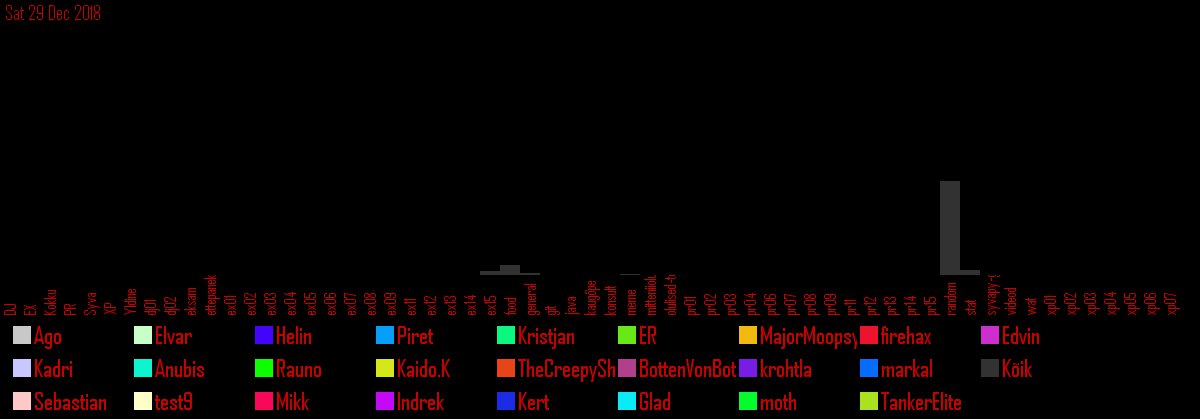 Sat 29 Dec 2018
DJ EX Kokku PR Syva XP Yldine dj01 dj02 eksam ettepanek ex01 ex02 ex03 ex04 ex05 ex06 ex07 ex08 ex09 ex11 ex12 ex13 ex14 ex15 food general git java kaugõpe konsult meme olulised-h pr01 pr02 pr03 pr04 pr06 pr07 pr08 pr09 pr11 pr12 pr13 pr14 pr15 random stat videod wat xp01 xp02 xp03 xp04 xp05 xp06 xp07
Ago Elvar Helin Piret Kristjan ER MajorMoopsy firehax Edvin
Kadri Anubis Rauno Kaido.K TheCreepySh BottenVonBot krohtla markal Kõik
Sebastian test9 Mikk Indrek Kert Glad moth TankerElite